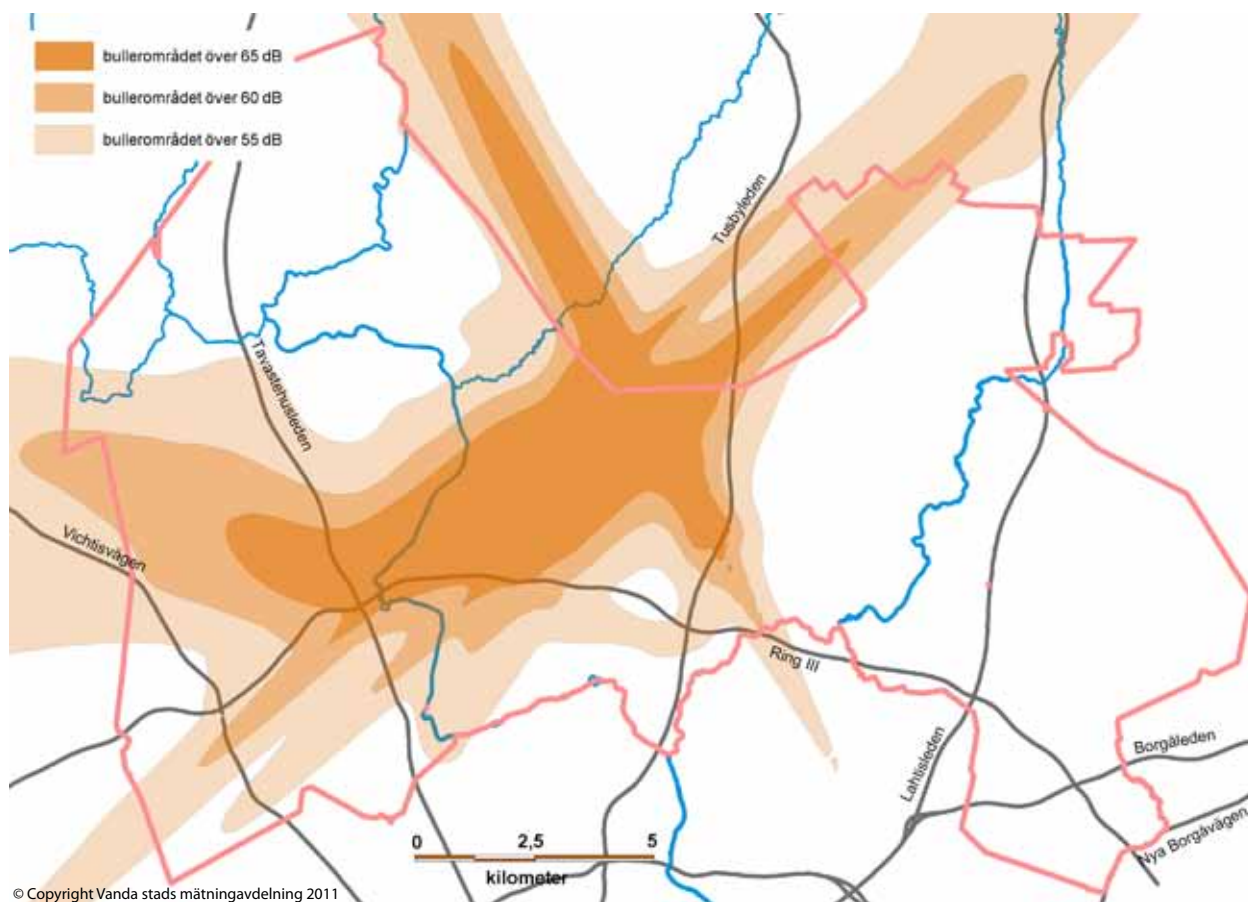 bullerområdet över 65 dB
bullerområdet över 60 dB
bullerområdet över 55 dB
Tusbyleden
Tavastehusleden
Vichtisvägen
Ring III
Lahtisleden
Borgåleden
Nya Borgåvägen
0 2,5 5
kilometer
© Copyright Vanda stads mätningavdelning 2011